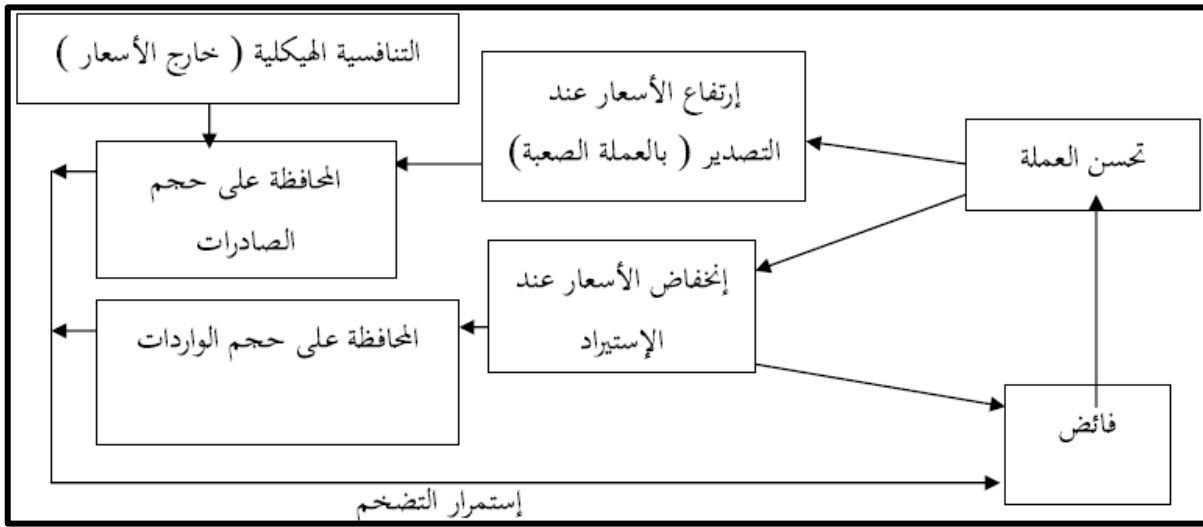 التنافسية الهيكلية ( خارج الأسعار )
إرتفاع الأسعار عند
التصدير ( بالعملة الصعبة)
تحسن العملة
المحافظة على حجم
الصادرات
إنخفاض الأسعار عند
الإستيراد
المحافظة على حجم الواردات
فائض
إستمرار التضخم